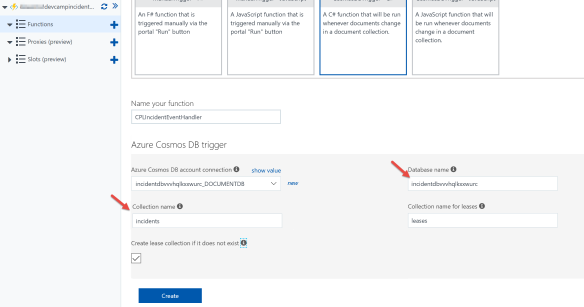 devcampincident...
Functions
Proxies (preview)
Slots (preview)
An F# function that is
triggered manually via the
portal "Run" button
A JavaScript function that is
triggered manually via the
portal "Run" button
A C# function that will be run
whenever documents change
in a document collection.
A JavaScript function that will
be run whenever documents
change in a document
collection.
Name your function
CPUIncidentEventHandler
Azure Cosmos DB trigger
Azure Cosmos DB account connection show value
incidentdbvvvhqlkxxwurc_DOCUMENTDB new
Database name
incidentdbvvvhqlkxxwurc
Collection name
incidents
Collection name for leases
leases
Create lease collection if it does not exist
Create